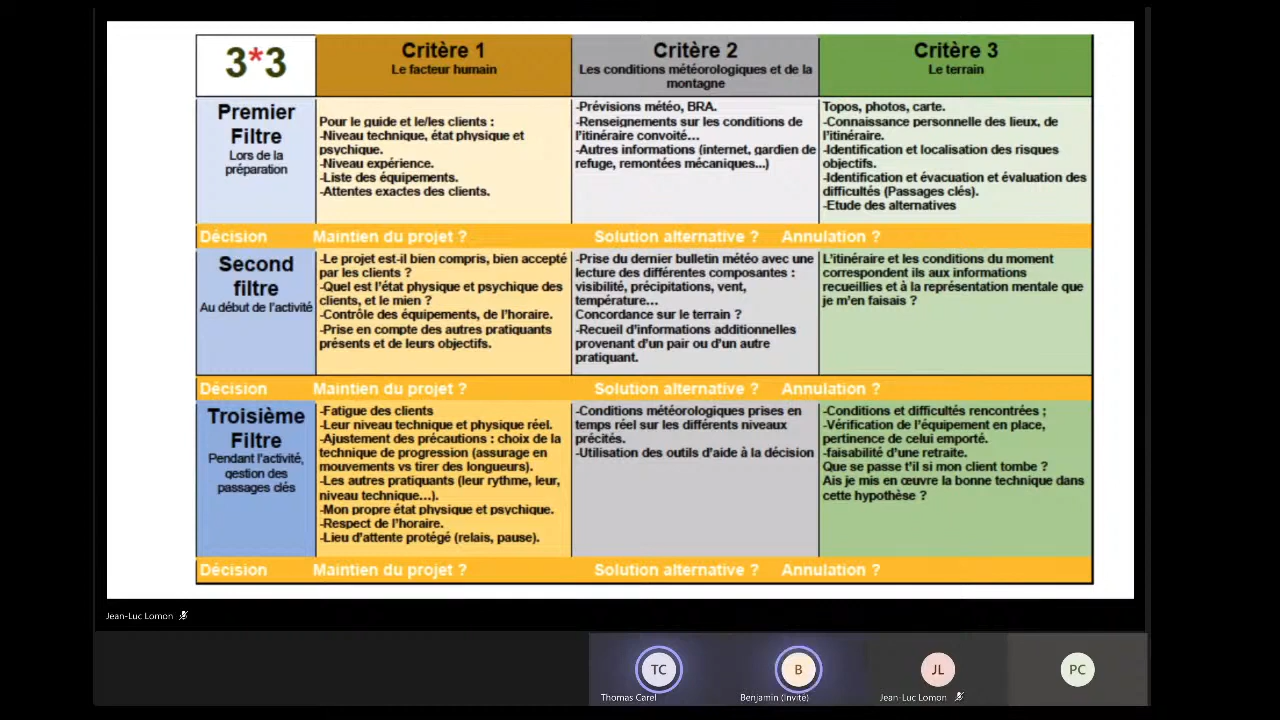 3*3
Critère 1
Le facteur humain
Critère 2
Les conditions météorologiques et de la
montagne
Critère 3
Le terrain
Premier
Filtre
Lors de la
préparation
Pour le guide et le/les clients :
-Niveau technique, état physique et
psychique.
-Niveau expérience.
-Liste des équipements.
-Attentes exactes des clients.
-Prévisions météo, BRA.
-Renseignements sur les conditions de
l'itinéraire convoité…
-Autres informations (internet, gardien de
refuge, remontées mécaniques...)
Topos, photos, carte.
-Connaissance personnelle des lieux, de
l'itinéraire.
-Identification et localisation des risques
objectifs.
-Identification et évacuation et évaluation des
difficultés (Passages clés).
-Etude des alternatives
Décision Maintien du projet ? Solution alternative ? Annulation ?
Second
filtre
Au début de l'activité
-Le projet est-il bien compris, bien accepté
par les clients ?
-Quel est l'état physique et psychique des
clients, et le mien ?
-Contrôle des équipements, de l'horaire.
-Prise en compte des autres pratiquants
présents et de leurs objectifs.
-Prise du dernier bulletin météo avec une
lecture des différentes composantes :
visibilité, précipitations, vent,
température…
Concordance sur le terrain ?
-Recueil d'informations additionnelles
provenant d'un pair ou d'un autre
pratiquant.
L'itinéraire et les conditions du moment
correspondent ils aux informations
recueillies et à la représentation mentale que
je m'en faisais ?
Décision Maintien du projet ? Solution alternative ? Annulation ?
Troisième
Filtre
Pendant l'activité,
gestion des
passages clés
-Fatigue des clients
-Leur niveau technique et physique réel.
-Ajustement des précautions : choix de la
technique de progression (assurage en
mouvements vs tirer des longueurs).
-Les autres pratiquants (leur rythme, leur,
niveau technique…).
-Mon propre état physique et psychique.
-Respect de l'horaire.
-Lieu d'attente protégé (relais, pause).
-Conditions météorologiques prises en
temps réel sur les différents niveaux
précités.
-Utilisation des outils d'aide à la décision
-Conditions et difficultés rencontrées ;
-Vérification de l'équipement en place,
pertinence de celui emporté.
-faisabilité d'une retraite.
Que se passe t'il si mon client tombe ?
Ais je mis en œuvre la bonne technique dans
cette hypothèse ?
Décision Maintien du projet ? Solution alternative ? Annulation ?
Jean-Luc Lomon
TC
Thomas Carel
B
Benjamin (Invité)
JL
Jean-Luc Lomon
PC